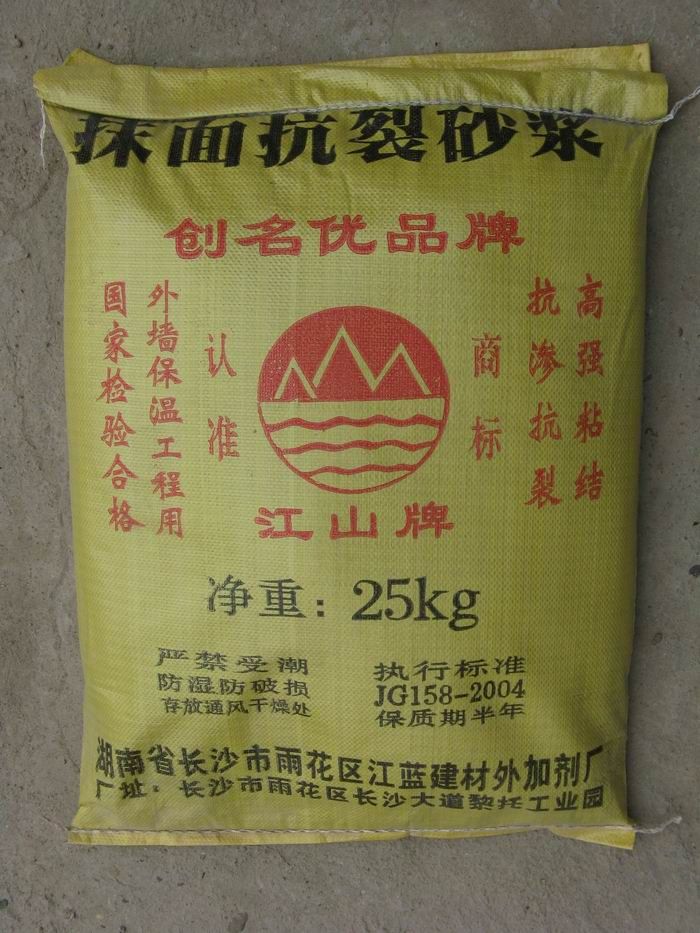 抹面抗裂砂浆
创名优品牌
高强粘结
抗渗抗裂
商标
认准
外墙保温工程用
国家检验合格
江山牌
净重：25kg
严禁受潮
防湿防破损
存放通风干燥处
执行标准
JG158-2004
保质期半年
湖南省长沙市雨花区江蓝建材外加剂厂
厂址：长沙市雨花区长沙大道黎托工业园